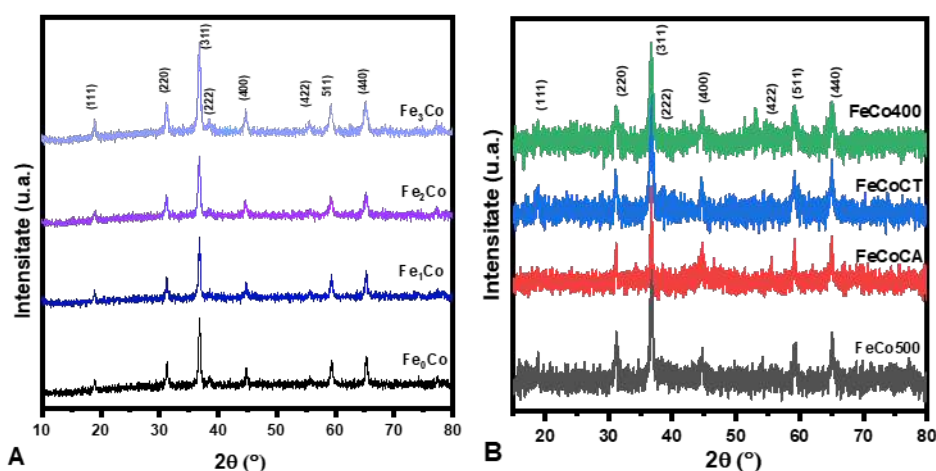 (111)
(220)
(311)
(222)
(400)
(422)
511)
(440)
Fe₃Co
Fe₂Co
Fe₁Co
Fe₀Co
Intensitate (u.a.)
10 20 30 40 50 60 70 80
2θ (°)
A
(111)
(220)
(311)
(222)
(400)
(422)
(511)
(440)
FeCo400
FeCoCT
FeCoCA
FeCo500
Intensitate (u.a.)
20 30 40 50 60 70 80
2θ (°)
B